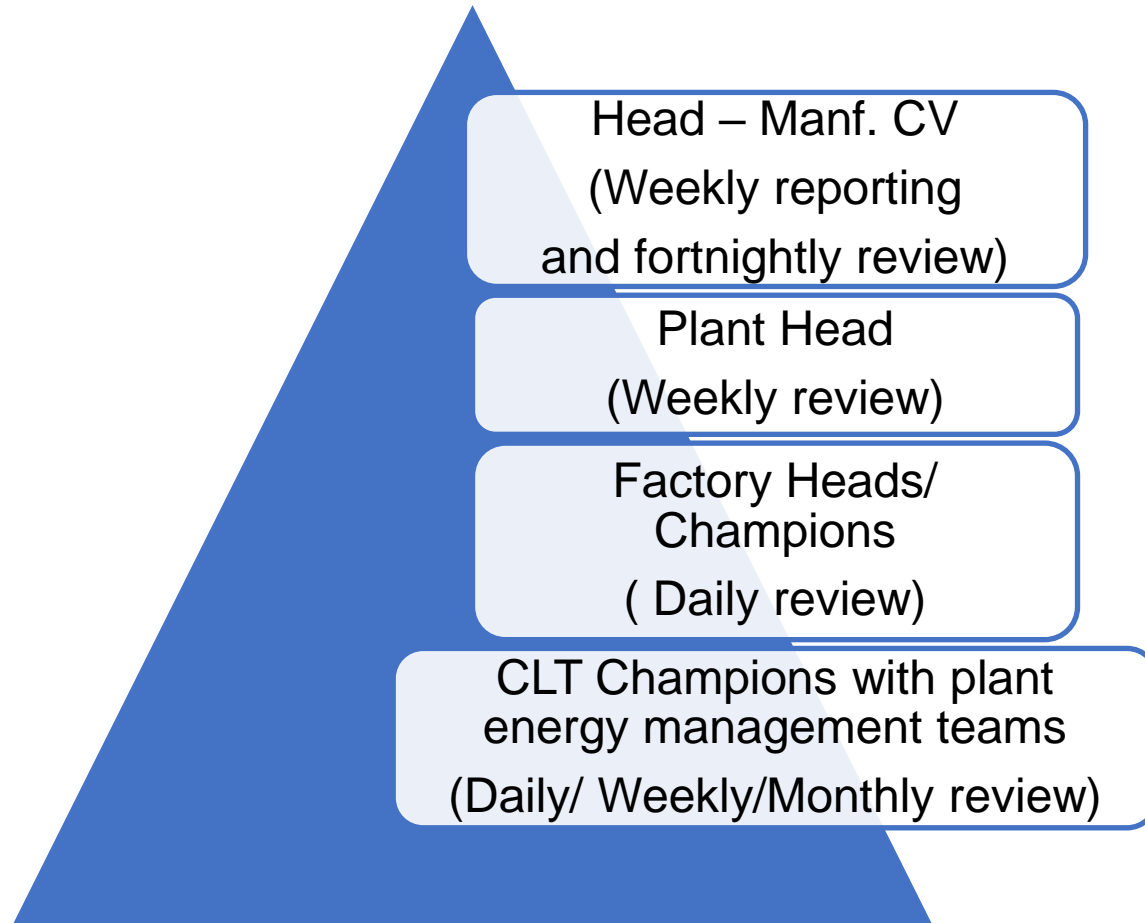 Head – Manf. CV
(Weekly reporting
and fortnightly review)
Plant Head
(Weekly review)
Factory Heads/
Champions
( Daily review)
CLT Champions with plant
energy management teams
(Daily/ Weekly/Monthly review)